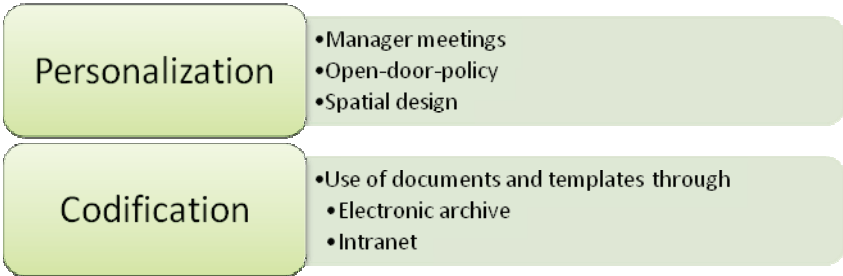 Personalization
•Manager meetings
•Open-door-policy
•Spatial design
Codification
•Use of documents and templates through
•Electronic archive
•Intranet